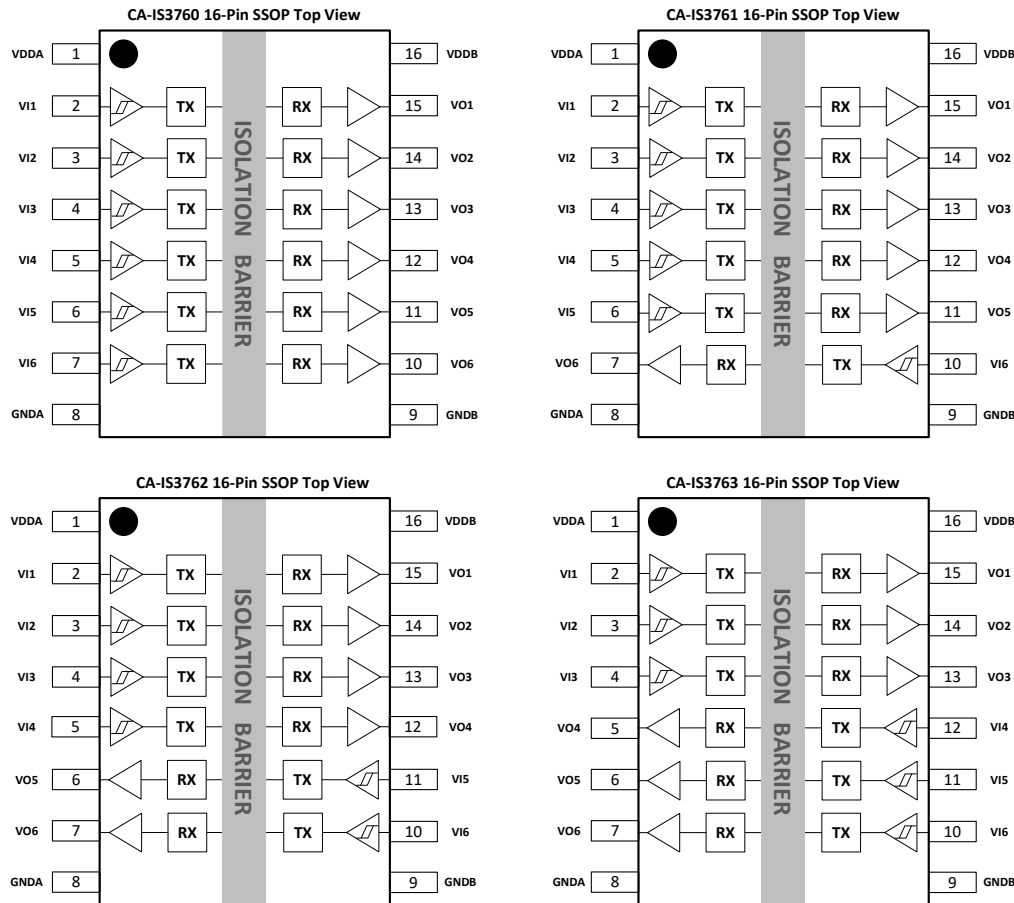 CA-IS3760 16-Pin SSOP Top View
VDDA 1 16 VDDB
VI1 2 TX RX 15 VO1
VI2 3 TX RX 14 VO2
VI3 4 TX RX 13 VO3
VI4 5 TX RX 12 VO4
VI5 6 TX RX 11 VO5
VI6 7 TX RX 10 VO6
GNDA 8 9 GNDB
ISOLATION BARRIER
CA-IS3761 16-Pin SSOP Top View
VDDA 1 16 VDDB
VI1 2 TX RX 15 VO1
VI2 3 TX RX 14 VO2
VI3 4 TX RX 13 VO3
VI4 5 TX RX 12 VO4
VI5 6 TX RX 11 VO5
VO6 7 RX TX 10 VI6
GNDA 8 9 GNDB
ISOLATION BARRIER
CA-IS3762 16-Pin SSOP Top View
VDDA 1 16 VDDB
VI1 2 TX RX 15 VO1
VI2 3 TX RX 14 VO2
VI3 4 TX RX 13 VO3
VI4 5 TX RX 12 VO4
VO5 6 RX TX 11 VI5
VO6 7 RX TX 10 VI6
GNDA 8 9 GNDB
ISOLATION BARRIER
CA-IS3763 16-Pin SSOP Top View
VDDA 1 16 VDDB
VI1 2 TX RX 15 VO1
VI2 3 TX RX 14 VO2
VI3 4 TX RX 13 VO3
VO4 5 RX TX 12 VI4
VO5 6 RX TX 11 VI5
VO6 7 RX TX 10 VI6
GNDA 8 9 GNDB
ISOLATION BARRIER